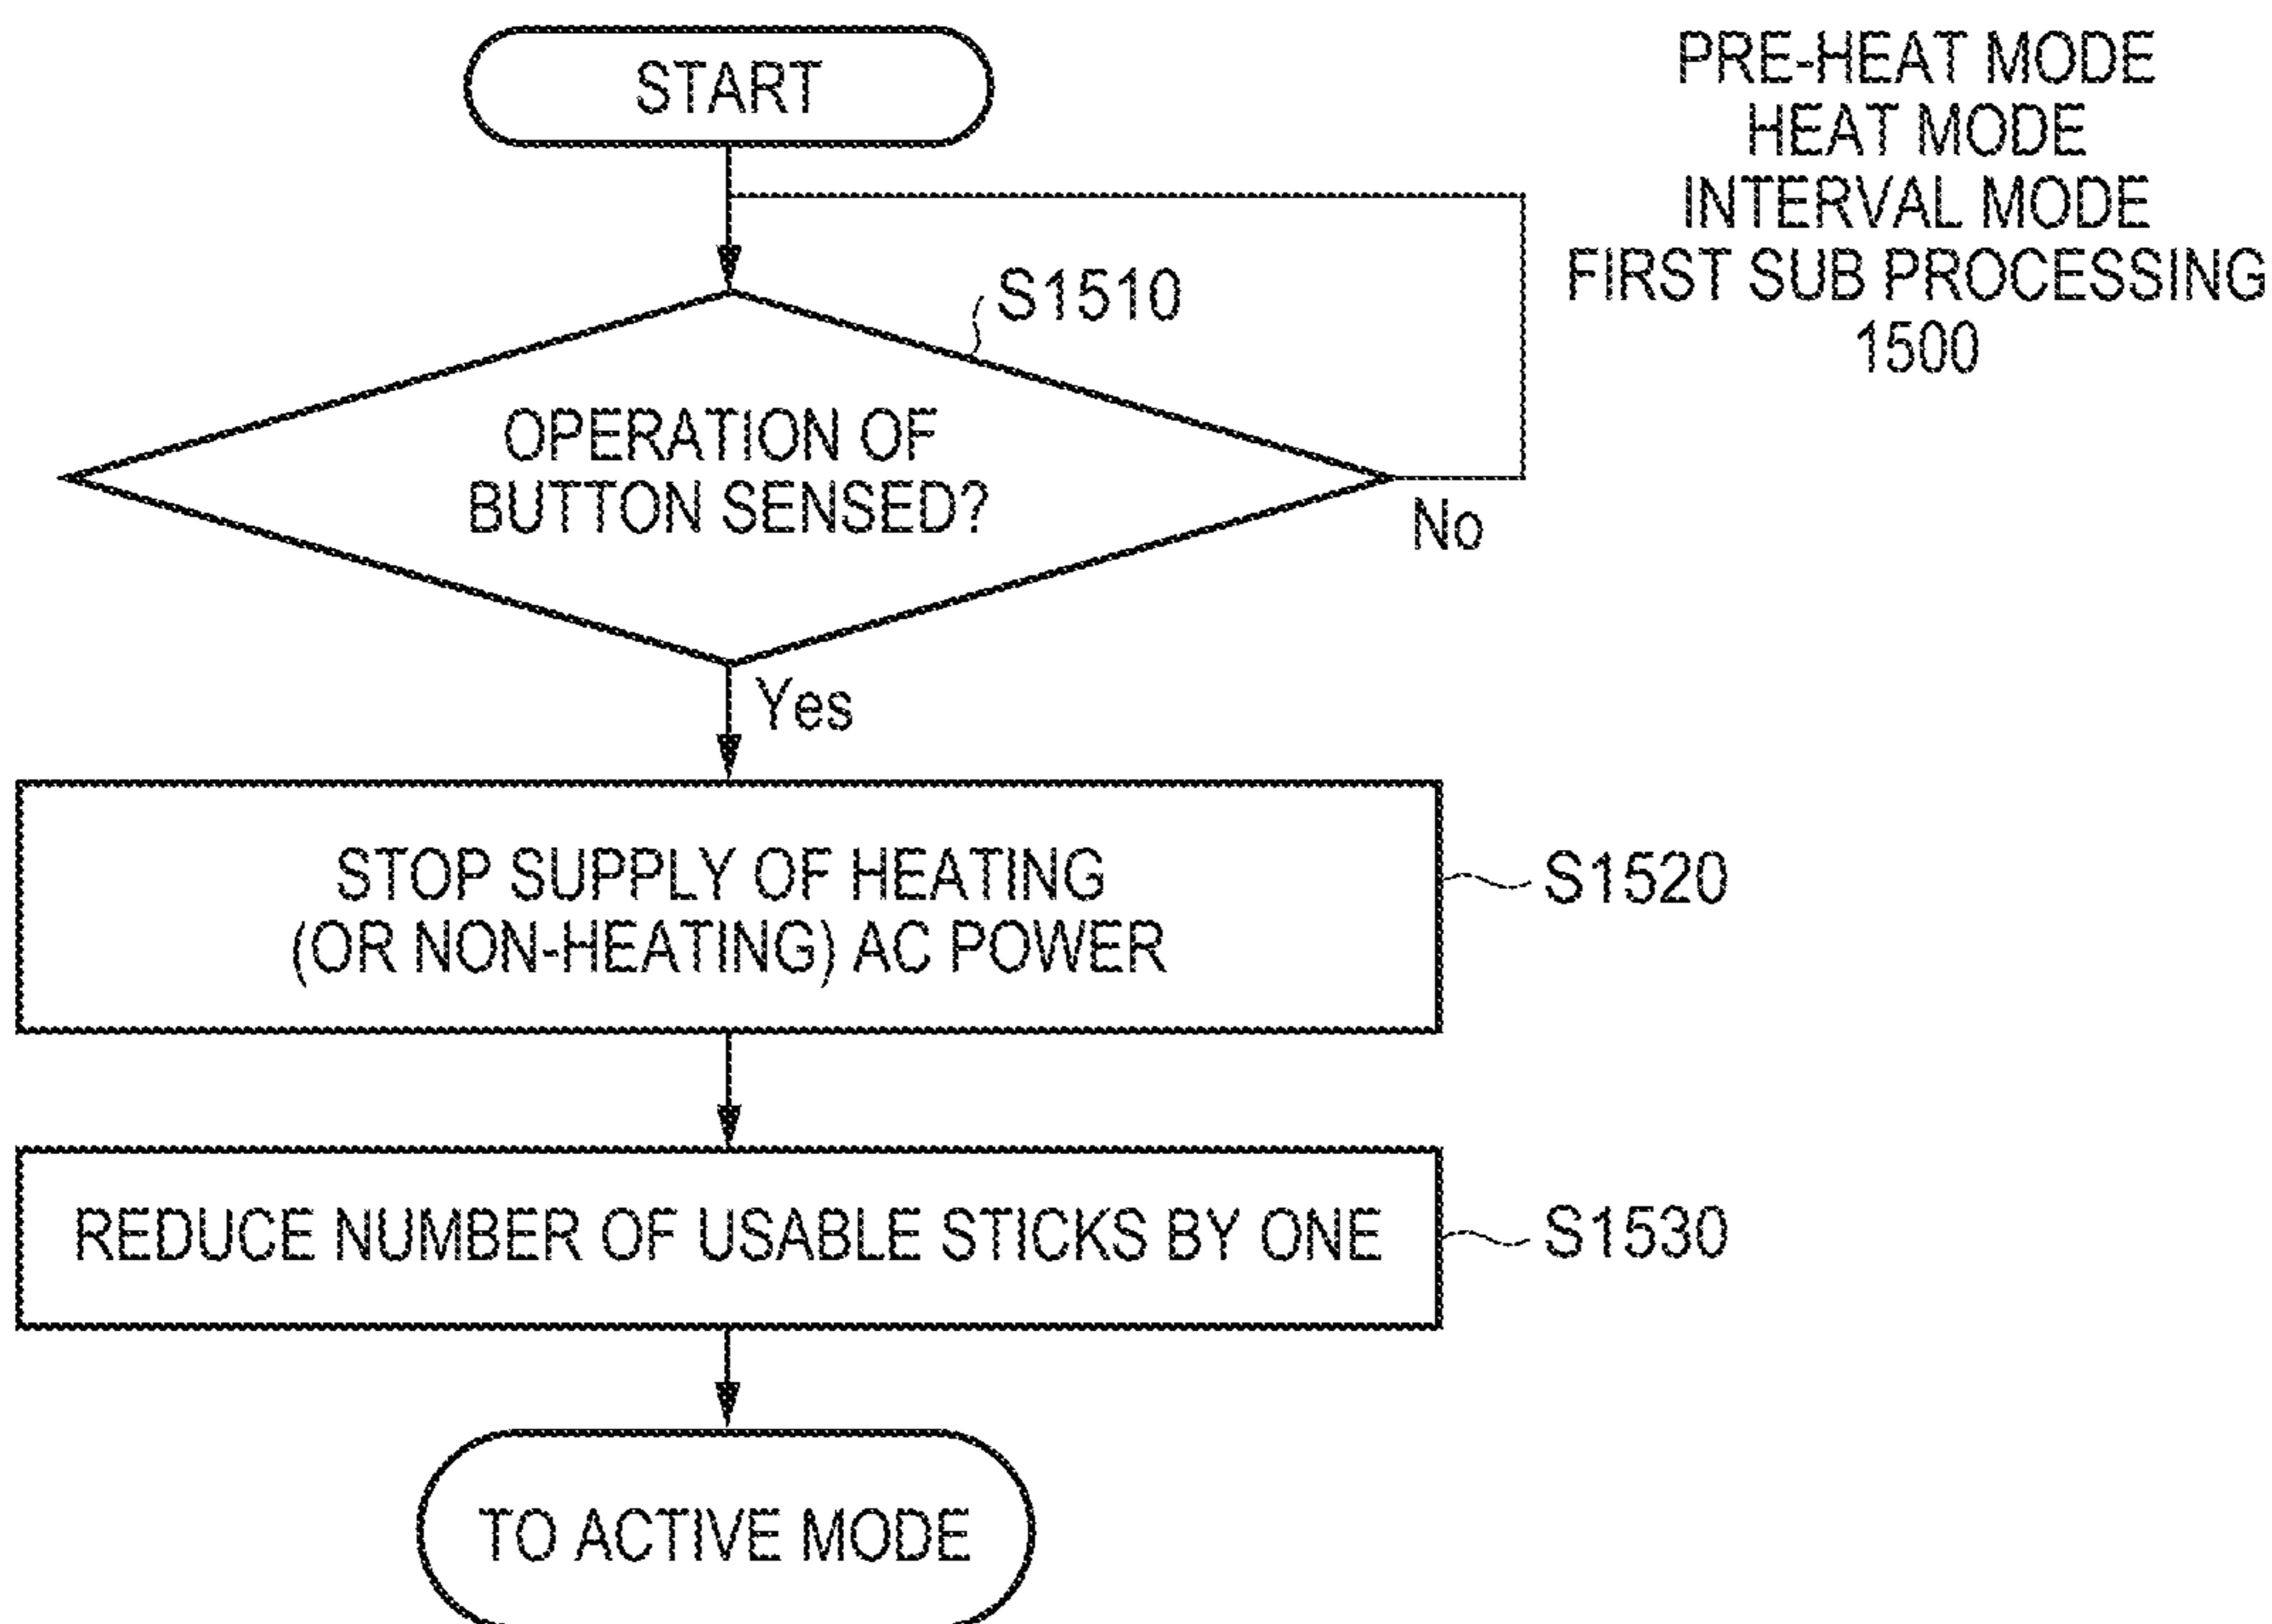 START
PRE-HEAT MODE
HEAT MODE
INTERVAL MODE
FIRST SUB PROCESSING
1500
S1510
OPERATION OF
BUTTON SENSED?
No
Yes
STOP SUPPLY OF HEATING
(OR NON-HEATING) AC POWER
S1520
REDUCE NUMBER OF USABLE STICKS BY ONE
S1530
TO ACTIVE MODE